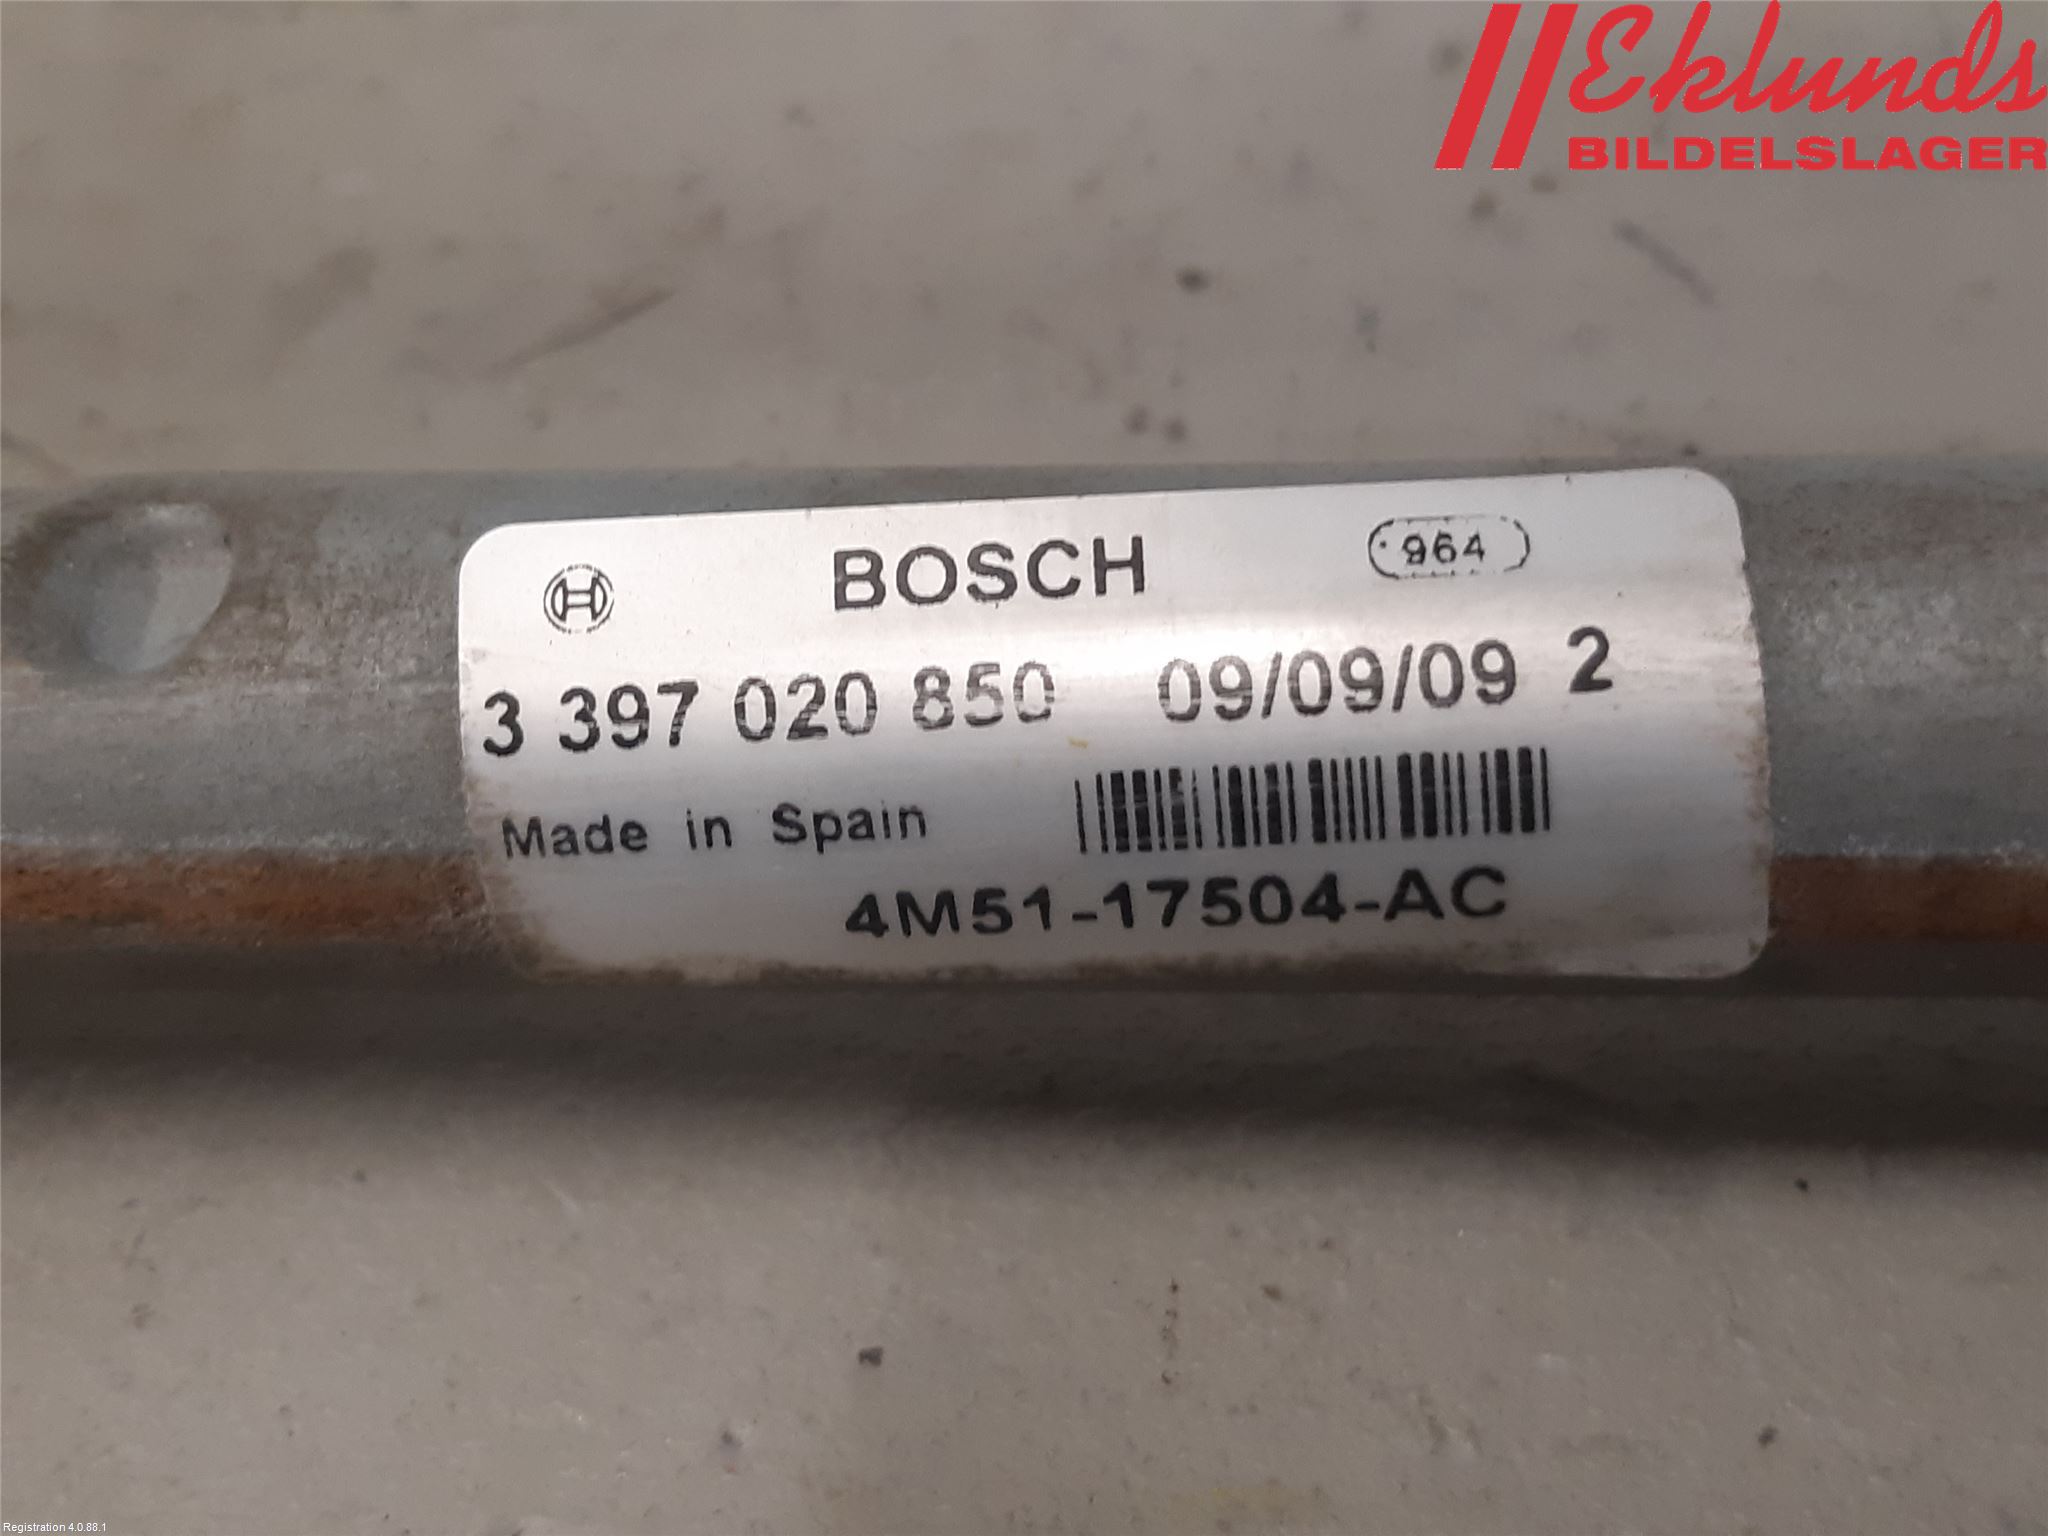 Eklunds
BILDELSLAGER
BOSCH 964
3 397 020 850 09/09/09 2
Made in Spain
4M51-17504-AC
Registration 4.0.88.1